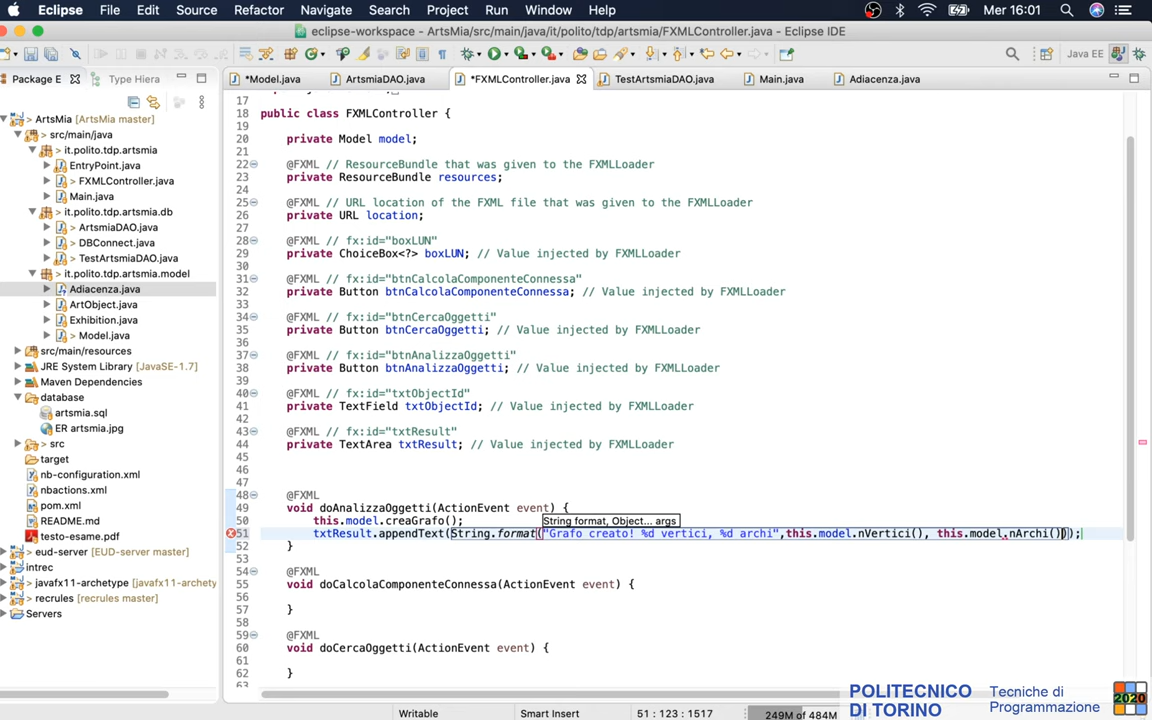 Eclipse File Edit Source Refactor Navigate Search Project Run Window Help Mer 16:01
eclipse-workspace - ArtsMia/src/main/java/it/polito/tdp/artsmia/FXMLController.java - Eclipse IDE
Java EE
Package E Type Hiera
*Model.java ArtsmiaDAO.java *FXMLController.java TestArtsmiaDAO.java Main.java Adiacenza.java
> ArtsMia [ArtsMia master]
> src/main/java
> it.polito.tdp.artsmia
EntryPoint.java
> FXMLController.java
Main.java
> it.polito.tdp.artsmia.db
ArtsmiaDAO.java
> DBConnect.java
> TestArtsmiaDAO.java
> it.polito.tdp.artsmia.model
Adiacenza.java
ArtObject.java
Exhibition.java
> Model.java
> src/main/resources
JRE System Library [JavaSE-1.7]
Maven Dependencies
> database
artsmia.sql
ER artsmia.jpg
> src
target
nb-configuration.xml
nbactions.xml
pom.xml
README.md
testo-esame.pdf
> eud-server [EUD-server master]
intrec
> javafx11-archetype [javafx11-archety
> recrules [recrules master]
Servers
17
18 public class FXMLController {
19
20 private Model model;
21
22 @FXML // ResourceBundle that was given to the FXMLLoader
23 private ResourceBundle resources;
24
25 @FXML // URL location of the FXML file that was given to the FXMLLoader
26 private URL location;
27
28 @FXML // fx:id="boxLUN"
29 private ChoiceBox<?> boxLUN; // Value injected by FXMLLoader
30
31 @FXML // fx:id="btnCalcolaComponenteConnessa"
32 private Button btnCalcolaComponenteConnessa; // Value injected by FXMLLoader
33
34 @FXML // fx:id="btnCercaOggetti"
35 private Button btnCercaOggetti; // Value injected by FXMLLoader
36
37 @FXML // fx:id="btnAnalizzaOggetti"
38 private Button btnAnalizzaOggetti; // Value injected by FXMLLoader
39
40 @FXML // fx:id="txtObjectId"
41 private TextField txtObjectId; // Value injected by FXMLLoader
42
43 @FXML // fx:id="txtResult"
44 private TextArea txtResult; // Value injected by FXMLLoader
45
46
47
48 @FXML
49 void doAnalizzaOggetti(ActionEvent event) {
50 this.model.creaGrafo();
String format, Object... args
51 txtResult.appendText(String.format("Grafo creato! %d vertici, %d archi",this.model.nVertici(), this.model.nArchi()));
52 }
53
54 @FXML
55 void doCalcolaComponenteConnessa(ActionEvent event) {
56
57 }
58
59 @FXML
60 void doCercaOggetti(ActionEvent event) {
61
62 }
63
Writable Smart Insert 51 : 123 : 1517 249M of 484M
POLITECNICO DI TORINO
Tecniche di Programmazione
2020